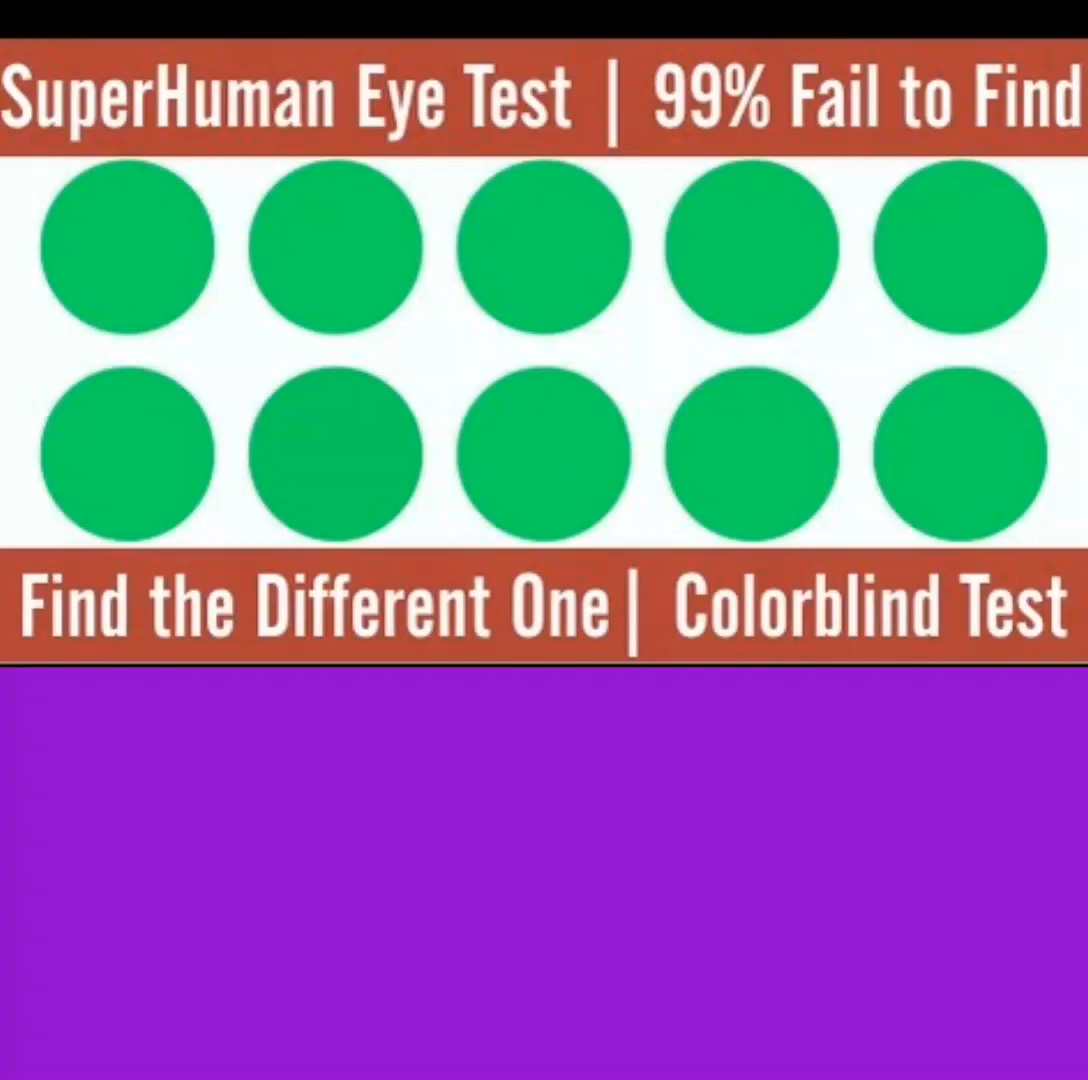 SuperHuman Eye Test | 99% Fail to Find
Find the Different One| Colorblind Test